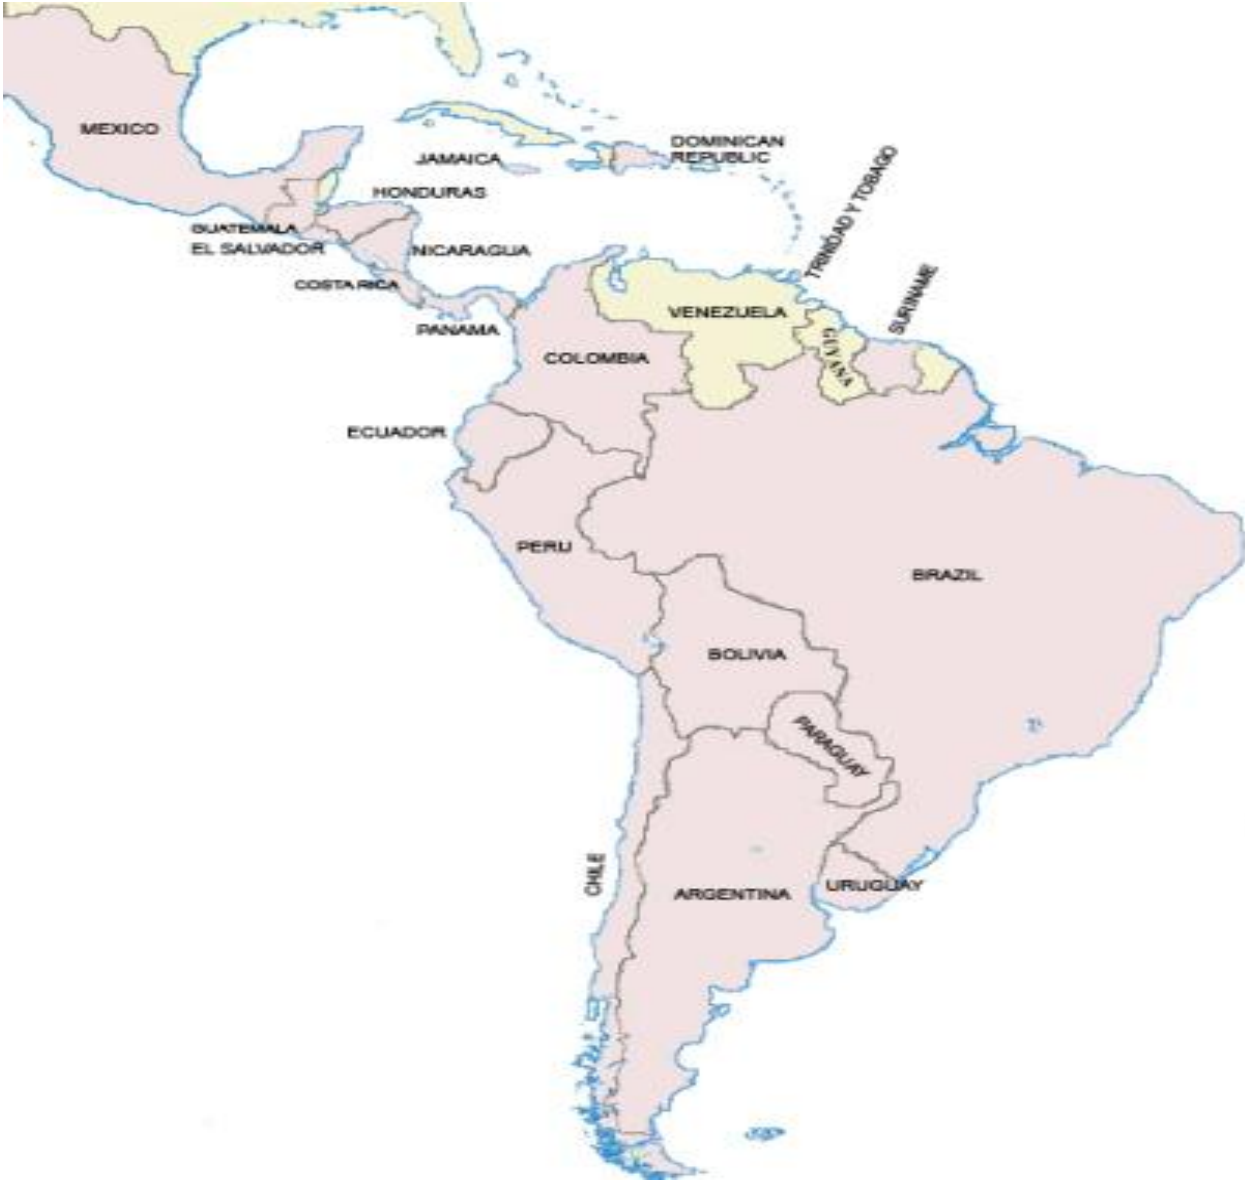 MEXICO
DOMINICAN
REPUBLIC
JAMAICA
HONDURAS
TRINIDAD Y TOBAGO
GUATEMALA
EL SALVADOR
NICARAGUA
COSTA RICA
SURINAME
VENEZUELA
PANAMA
GUYANA
COLOMBIA
ECUADOR
PERU
BRAZIL
BOLIVIA
PARAGUAY
CHILE
ARGENTINA
URUGUAY